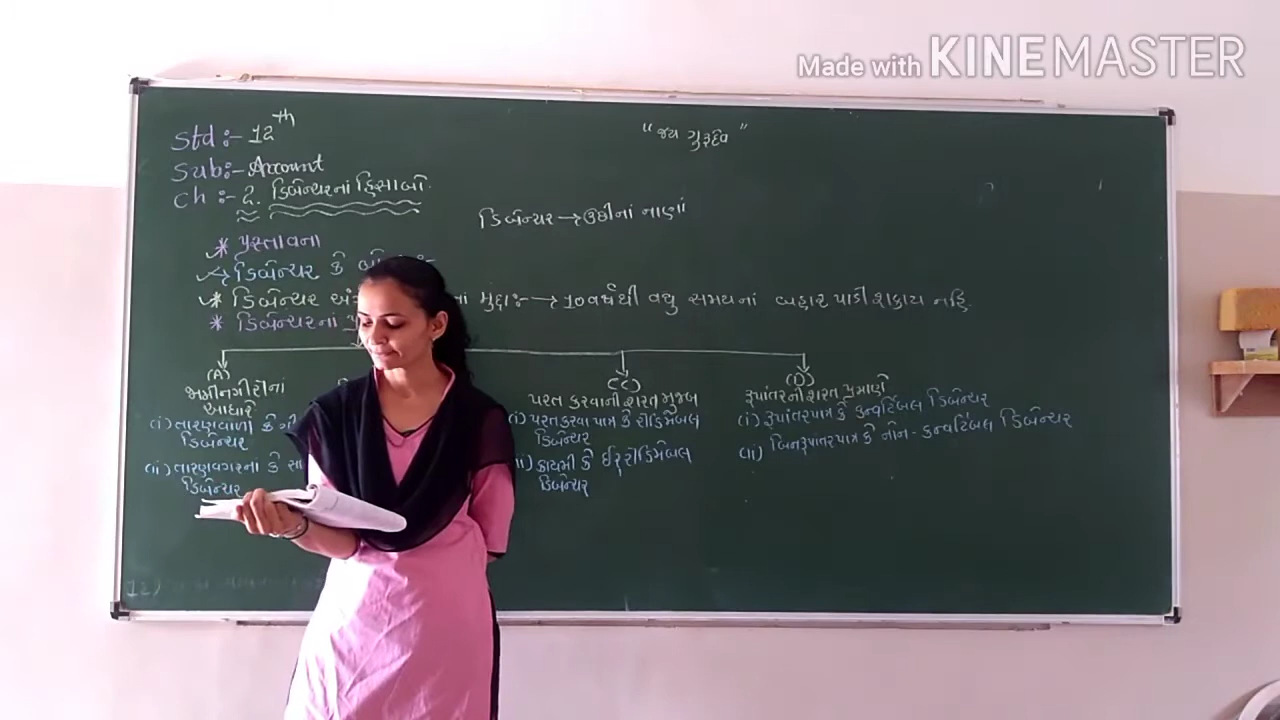 Made with KINEMASTER
"જય ગુરૂદેવ"
Std :- 12th
Sub:- Account
Ch :- 2. ડિબેન્ચરનાં હિસાબો
ડિબેન્ચર → ઉછીનાં નાણાં
* પ્રસ્તાવના
→ ડિબેન્ચર કે
* ડિબેન્ચર મુદ્દા:- → 10વર્ષથી વધુ સમયનાં બહાર પાડી શકાય નહિ.
* ડિબેન્ચરનાં
(A)
જામીનગીરીનાં
આધારે
(i) તારણવાળા કે
ડિબેન્ચર
(ii) તારણવગરનાં કે
ડિબેન્ચર
(C)
પરત કરવાની શરત મુજબ
(i) પરત કરવા પાત્ર કે રીડિમેબલ
ડિબેન્ચર
(ii) કાયમી કે ઈરરીડિમેબલ
ડિબેન્ચર
(D)
રૂપાંતરની શરત પ્રમાણે
(i) રૂપાંતરપાત્ર કે કન્વર્ટિબલ ડિબેન્ચર
(ii) બિનરૂપાંતરપાત્ર કે નોન-કન્વર્ટિબલ ડિબેન્ચર